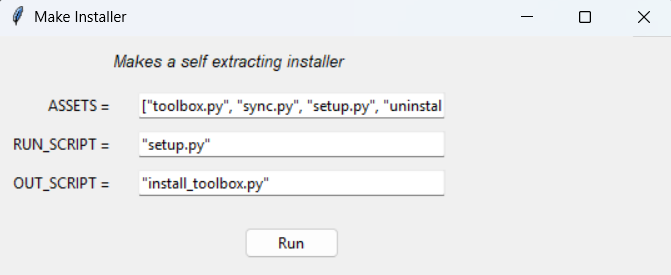 Make Installer
Makes a self extracting installer
ASSETS = ["toolbox.py", "sync.py", "setup.py", "uninstal
RUN_SCRIPT = "setup.py"
OUT_SCRIPT = "install_toolbox.py"
Run